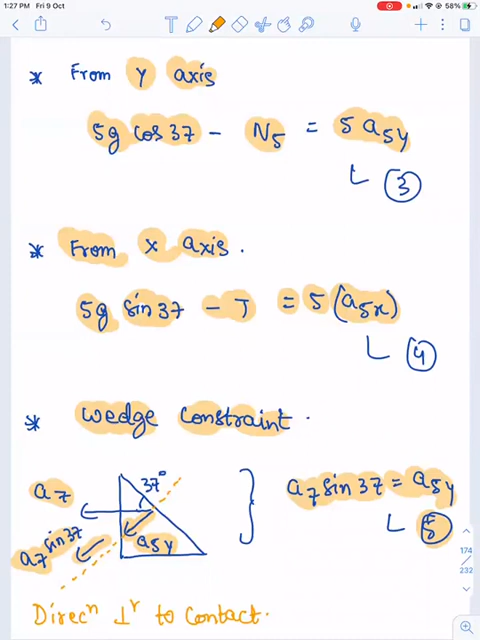 1:27 PM Fri 9 Oct
58%
* From y axis
5g cos 37 - N5 = 5 a5y
3
* From x axis.
5g sin 37 - T = 5 (a5x)
4
* Wedge constraint.
37°
a7
a7 sin 37
a5y
a7 sin 37 = a5y
5
174
/
232
Direcⁿ ⊥ʳ to Contact.